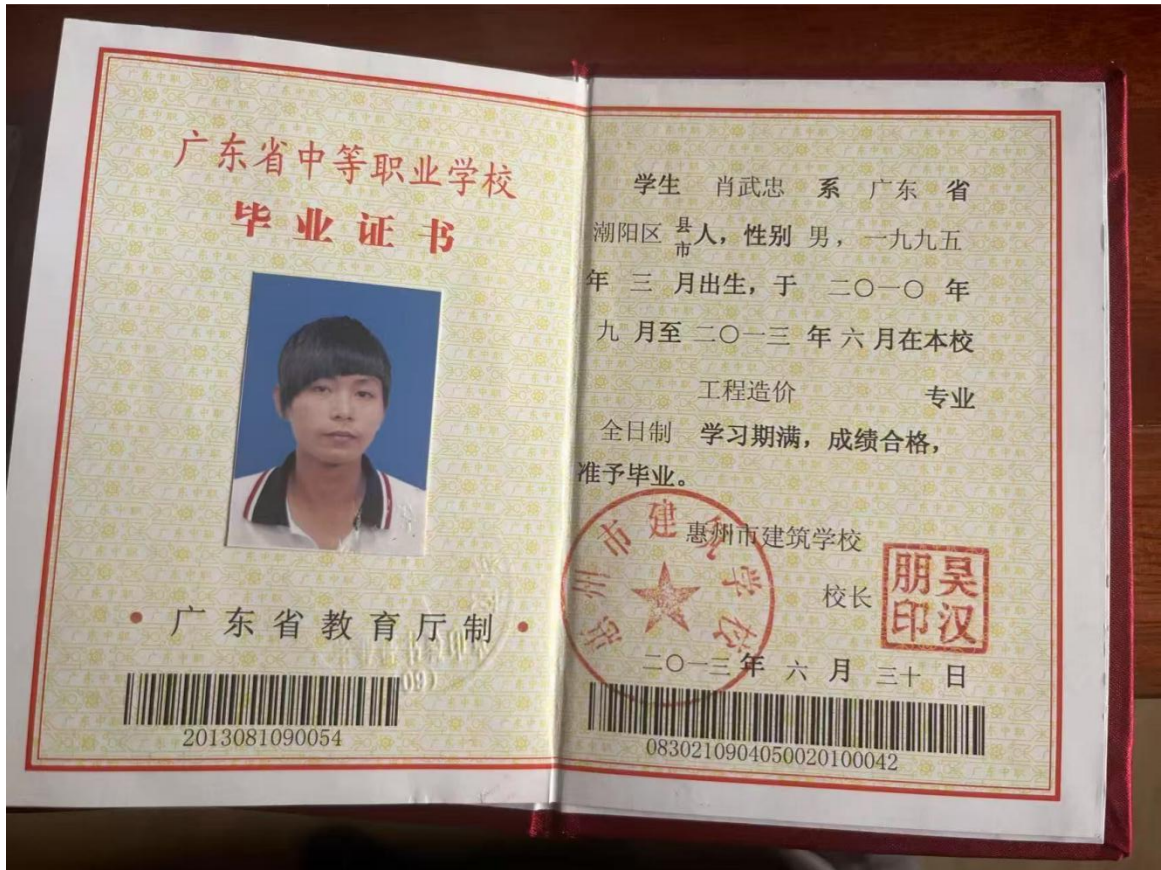 广东省中等职业学校
毕业证书
• 广东省教育厅制 •
2013081090054
学生 肖武忠 系 广东 省
潮阳区 县市 人，性别 男，一九九五
年 三 月出生，于 二〇一〇 年
九 月至 二〇一三 年 六 月在本校
工程造价 专业
全日制 学习期满，成绩合格，
准予毕业。
惠州市建筑学校
惠州市建筑学校
校长
吴汉朋印
二〇一三 年 六 月 三十 日
083021090405002010​0042